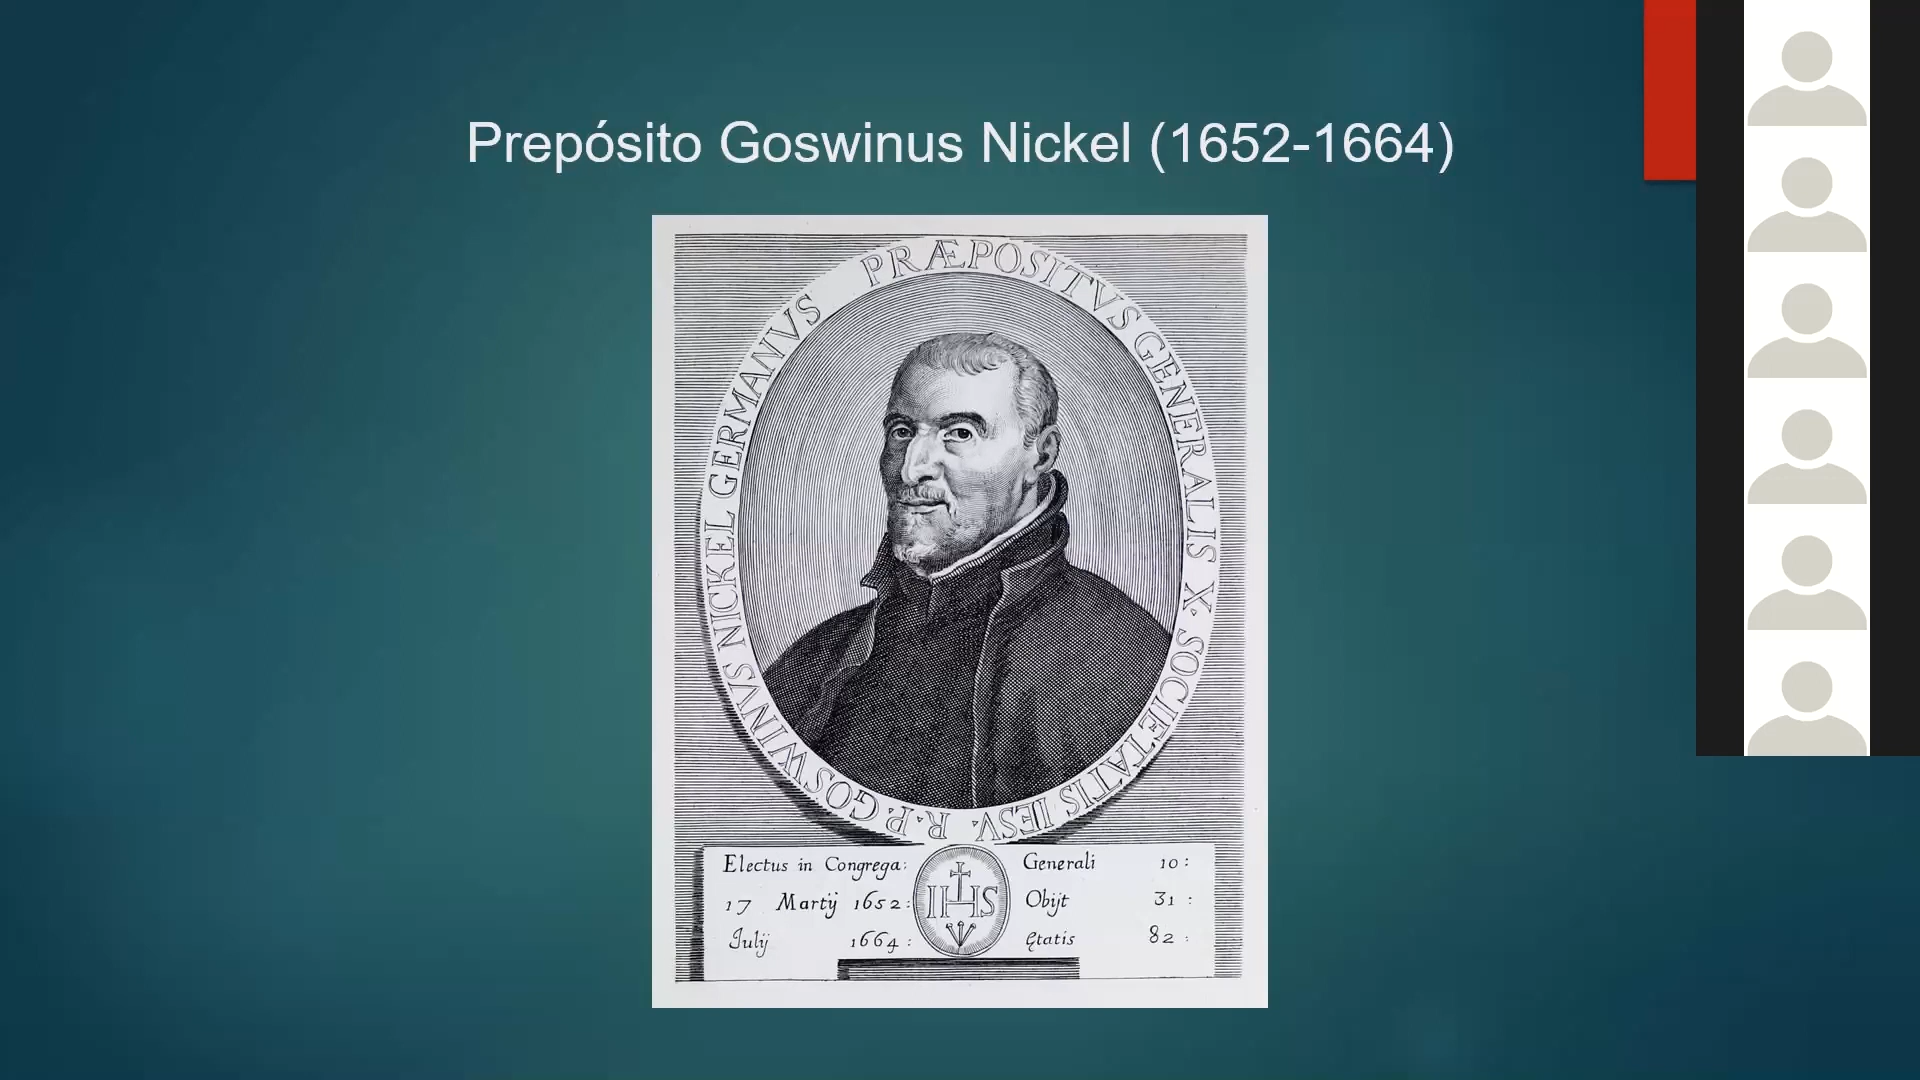 Prepósito Goswinus Nickel (1652-1664)
R. P. GOSWINVS NICKEL GERMANVS PRÆPOSITVS GENERALIS X. SOCIETATIS IESV.
Electus in Congrega: Generali 10:
17 Martij 1652: Obijt 31:
Julij 1664: Ętatis 82:
IHS